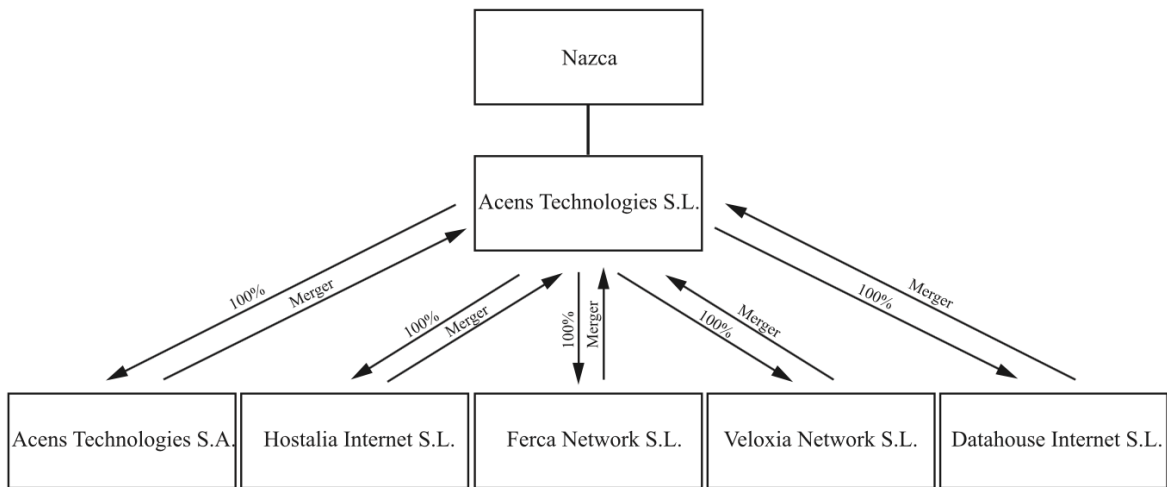 Nazca
Acens Technologies S.L.
100%
Merger
100%
Merger
100%
Merger
100%
Merger
100%
Merger
Acens Technologies S.A.
Hostalia Internet S.L.
Ferca Network S.L.
Veloxia Network S.L.
Datahouse Internet S.L.